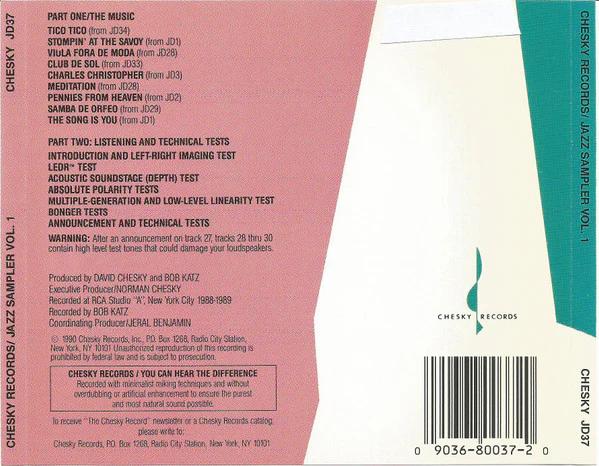 CHESKY JD37
CHESKY RECORDS/ JAZZ SAMPLER VOL. 1
PART ONE/THE MUSIC
TICO TICO (from JD34)
STOMPIN' AT THE SAVOY (from JD1)
VIOLA FORA DE MODA (from JD28)
CLUB DE SOL (from JD33)
CHARLES CHRISTOPHER (from JD3)
MEDITATION (from JD28)
PENNIES FROM HEAVEN (from JD2)
SAMBA DE ORFEO (from JD29)
THE SONG IS YOU (from JD1)
PART TWO: LISTENING AND TECHNICAL TESTS
INTRODUCTION AND LEFT-RIGHT IMAGING TEST
LEDR™ TEST
ACOUSTIC SOUNDSTAGE (DEPTH) TEST
ABSOLUTE POLARITY TESTS
MULTIPLE-GENERATION AND LOW-LEVEL LINEARITY TEST
BONGER TESTS
ANNOUNCEMENT AND TECHNICAL TESTS
WARNING: After an announcement on track 27, tracks 28 thru 30
contain high level test tones that could damage your loudspeakers.
Produced by DAVID CHESKY and BOB KATZ
Executive Producer/NORMAN CHESKY
Recorded at RCA Studio "A", New York City 1988-1989
Recorded by BOB KATZ
Coordinating Producer/JERAL BENJAMIN
© 1990 Chesky Records, Inc., P.O. Box 1268, Radio City Station,
New York, NY 10101 Unauthorized reproduction of this recording is
prohibited by federal law and is subject to prosecution.
CHESKY RECORDS / YOU CAN HEAR THE DIFFERENCE
Recorded with minimalist miking techniques and without
overdubbing or artificial enhancement to ensure the purest
and most natural sound possible.
To receive "The Chesky Record" newsletter or a Chesky Records catalog,
please write to:
Chesky Records, P.O. Box 1268, Radio City Station, New York, NY 10101
CHESKY RECORDS
0 9036-80037-2 0
CHESKY RECORDS/ JAZZ SAMPLER VOL. 1
CHESKY JD37